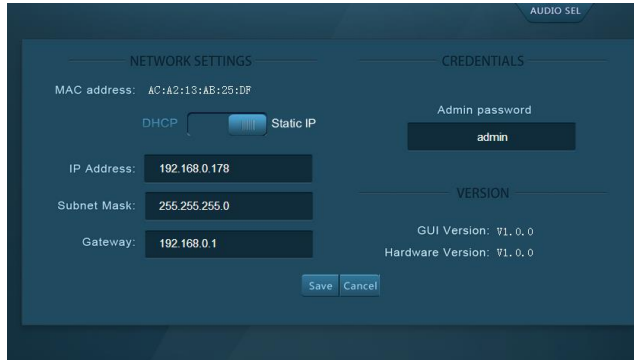 AUDIO SEL
NETWORK SETTINGS
MAC address: AC:A2:13:AB:25:DF
DHCP Static IP
IP Address: 192.168.0.178
Subnet Mask: 255.255.255.0
Gateway: 192.168.0.1
CREDENTIALS
Admin password
admin
VERSION
GUI Version: V1.0.0
Hardware Version: V1.0.0
Save Cancel